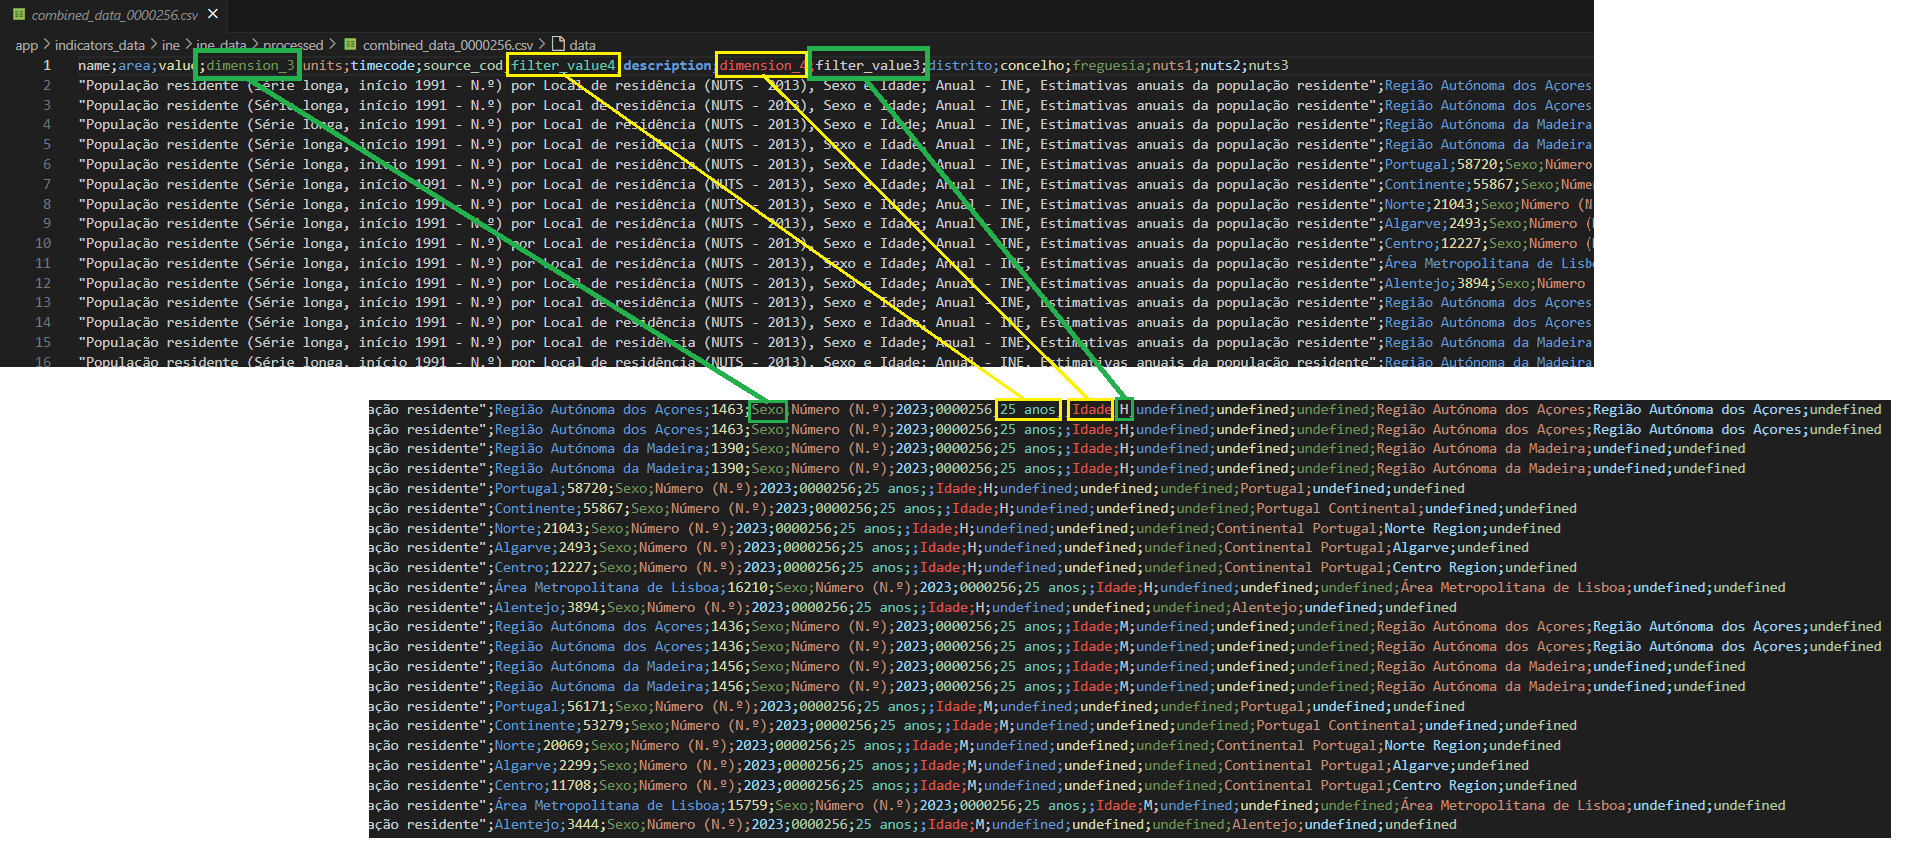 combined_data_0000256.csv ×
app > indicators_data > ine > ine_data > processed > combined_data_0000256.csv > data
1 name;area;value;dimension_3;units;timecode;source_cod filter_value4 description;dimension_4;filter_value3;distrito;concelho;freguesia;nuts1;nuts2;nuts3
2 "População residente (Série longa, início 1991 - N.º) por Local de residência (NUTS - 2013), Sexo e Idade; Anual - INE, Estimativas anuais da população residente";Região Autónoma dos Açores
3 "População residente (Série longa, início 1991 - N.º) por Local de residência (NUTS - 2013), Sexo e Idade; Anual - INE, Estimativas anuais da população residente";Região Autónoma dos Açores
4 "População residente (Série longa, início 1991 - N.º) por Local de residência (NUTS - 2013), Sexo e Idade; Anual - INE, Estimativas anuais da população residente";Região Autónoma da Madeira
5 "População residente (Série longa, início 1991 - N.º) por Local de residência (NUTS - 2013), Sexo e Idade; Anual - INE, Estimativas anuais da população residente";Região Autónoma da Madeira
6 "População residente (Série longa, início 1991 - N.º) por Local de residência (NUTS - 2013), Sexo e Idade; Anual - INE, Estimativas anuais da população residente";Portugal;58720;Sexo;Número
7 "População residente (Série longa, início 1991 - N.º) por Local de residência (NUTS - 2013), Sexo e Idade; Anual - INE, Estimativas anuais da população residente";Continente;55867;Sexo;Núme
8 "População residente (Série longa, início 1991 - N.º) por Local de residência (NUTS - 2013), Sexo e Idade; Anual - INE, Estimativas anuais da população residente";Norte;21043;Sexo;Número (N
9 "População residente (Série longa, início 1991 - N.º) por Local de residência (NUTS - 2013), Sexo e Idade; Anual - INE, Estimativas anuais da população residente";Algarve;2493;Sexo;Número (
10 "População residente (Série longa, início 1991 - N.º) por Local de residência (NUTS - 2013), Sexo e Idade; Anual - INE, Estimativas anuais da população residente";Centro;12227;Sexo;Número (
11 "População residente (Série longa, início 1991 - N.º) por Local de residência (NUTS - 2013), Sexo e Idade; Anual - INE, Estimativas anuais da população residente";Área Metropolitana de Lisb
12 "População residente (Série longa, início 1991 - N.º) por Local de residência (NUTS - 2013), Sexo e Idade; Anual - INE, Estimativas anuais da população residente";Alentejo;3894;Sexo;Número
13 "População residente (Série longa, início 1991 - N.º) por Local de residência (NUTS - 2013), Sexo e Idade; Anual - INE, Estimativas anuais da população residente";Região Autónoma dos Açores
14 "População residente (Série longa, início 1991 - N.º) por Local de residência (NUTS - 2013), Sexo e Idade; Anual - INE, Estimativas anuais da população residente";Região Autónoma dos Açores
15 "População residente (Série longa, início 1991 - N.º) por Local de residência (NUTS - 2013), Sexo e Idade; Anual - INE, Estimativas anuais da população residente";Região Autónoma da Madeira
16 "População residente (Série longa, início 1991 - N.º) por Local de residência (NUTS - 2013), Sexo e Idade; Anual - INE, Estimativas anuais da população residente";Região Autónoma da Madeira
ação residente";Região Autónoma dos Açores;1463;Sexo;Número (N.º);2023;0000256;25 anos;;Idade;H;undefined;undefined;undefined;Região Autónoma dos Açores;Região Autónoma dos Açores;undefined
ação residente";Região Autónoma dos Açores;1463;Sexo;Número (N.º);2023;0000256;25 anos;;Idade;H;undefined;undefined;undefined;Região Autónoma dos Açores;Região Autónoma dos Açores;undefined
ação residente";Região Autónoma da Madeira;1390;Sexo;Número (N.º);2023;0000256;25 anos;;Idade;H;undefined;undefined;undefined;Região Autónoma da Madeira;undefined;undefined
ação residente";Região Autónoma da Madeira;1390;Sexo;Número (N.º);2023;0000256;25 anos;;Idade;H;undefined;undefined;undefined;Região Autónoma da Madeira;undefined;undefined
ação residente";Portugal;58720;Sexo;Número (N.º);2023;0000256;25 anos;;Idade;H;undefined;undefined;undefined;Portugal;undefined;undefined
ação residente";Continente;55867;Sexo;Número (N.º);2023;0000256;25 anos;;Idade;H;undefined;undefined;undefined;Portugal Continental;undefined;undefined
ação residente";Norte;21043;Sexo;Número (N.º);2023;0000256;25 anos;;Idade;H;undefined;undefined;undefined;Continental Portugal;Norte Region;undefined
ação residente";Algarve;2493;Sexo;Número (N.º);2023;0000256;25 anos;;Idade;H;undefined;undefined;undefined;Continental Portugal;Algarve;undefined
ação residente";Centro;12227;Sexo;Número (N.º);2023;0000256;25 anos;;Idade;H;undefined;undefined;undefined;Continental Portugal;Centro Region;undefined
ação residente";Área Metropolitana de Lisboa;16210;Sexo;Número (N.º);2023;0000256;25 anos;;Idade;H;undefined;undefined;undefined;Área Metropolitana de Lisboa;undefined;undefined
ação residente";Alentejo;3894;Sexo;Número (N.º);2023;0000256;25 anos;;Idade;H;undefined;undefined;undefined;Alentejo;undefined;undefined
ação residente";Região Autónoma dos Açores;1436;Sexo;Número (N.º);2023;0000256;25 anos;;Idade;M;undefined;undefined;undefined;Região Autónoma dos Açores;Região Autónoma dos Açores;undefined
ação residente";Região Autónoma dos Açores;1436;Sexo;Número (N.º);2023;0000256;25 anos;;Idade;M;undefined;undefined;undefined;Região Autónoma dos Açores;Região Autónoma dos Açores;undefined
ação residente";Região Autónoma da Madeira;1456;Sexo;Número (N.º);2023;0000256;25 anos;;Idade;M;undefined;undefined;undefined;Região Autónoma da Madeira;undefined;undefined
ação residente";Região Autónoma da Madeira;1456;Sexo;Número (N.º);2023;0000256;25 anos;;Idade;M;undefined;undefined;undefined;Região Autónoma da Madeira;undefined;undefined
ação residente";Portugal;56171;Sexo;Número (N.º);2023;0000256;25 anos;;Idade;M;undefined;undefined;undefined;Portugal;undefined;undefined
ação residente";Continente;53279;Sexo;Número (N.º);2023;0000256;25 anos;;Idade;M;undefined;undefined;undefined;Portugal Continental;undefined;undefined
ação residente";Norte;20069;Sexo;Número (N.º);2023;0000256;25 anos;;Idade;M;undefined;undefined;undefined;Continental Portugal;Norte Region;undefined
ação residente";Algarve;2299;Sexo;Número (N.º);2023;0000256;25 anos;;Idade;M;undefined;undefined;undefined;Continental Portugal;Algarve;undefined
ação residente";Centro;11708;Sexo;Número (N.º);2023;0000256;25 anos;;Idade;M;undefined;undefined;undefined;Continental Portugal;Centro Region;undefined
ação residente";Área Metropolitana de Lisboa;15759;Sexo;Número (N.º);2023;0000256;25 anos;;Idade;M;undefined;undefined;undefined;Área Metropolitana de Lisboa;undefined;undefined
ação residente";Alentejo;3444;Sexo;Número (N.º);2023;0000256;25 anos;;Idade;M;undefined;undefined;undefined;Alentejo;undefined;undefined